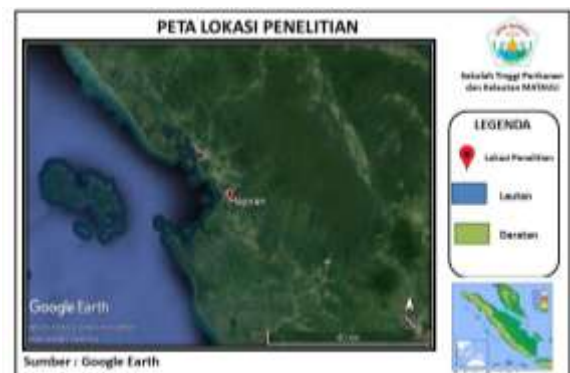 PETA LOKASI PENELITIAN
Sekolah Tinggi Perikanan
dan Kelautan MATAULI
LEGENDA
Lokasi Penelitian
Lautan
Daratan
Google Earth
Sumber : Google Earth